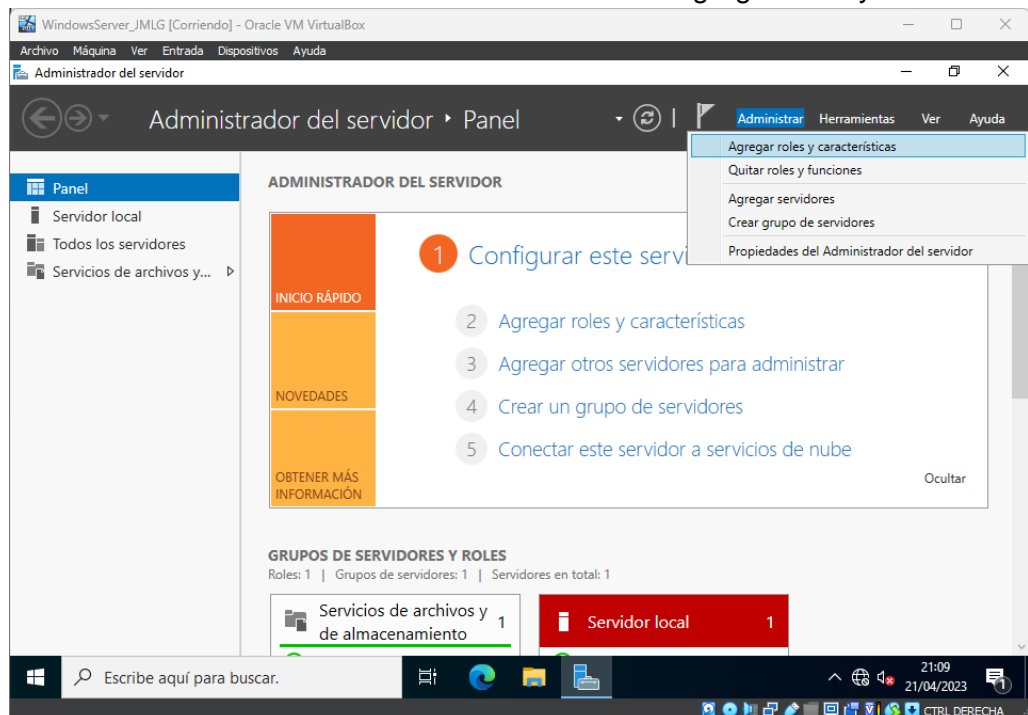 WindowsServer_JMLG [Corriendo] - Oracle VM VirtualBox
Archivo Máquina Ver Entrada Dispositivos Ayuda
Administrador del servidor
Administrador del servidor ‣ Panel
Administrar Herramientas Ver Ayuda
Agregar roles y características
Quitar roles y funciones
Agregar servidores
Crear grupo de servidores
Propiedades del Administrador del servidor
Panel
Servidor local
Todos los servidores
Servicios de archivos y...
ADMINISTRADOR DEL SERVIDOR
INICIO RÁPIDO
NOVEDADES
OBTENER MÁS
INFORMACIÓN
1 Configurar este servi
2 Agregar roles y características
3 Agregar otros servidores para administrar
4 Crear un grupo de servidores
5 Conectar este servidor a servicios de nube
Ocultar
GRUPOS DE SERVIDORES Y ROLES
Roles: 1 | Grupos de servidores: 1 | Servidores en total: 1
Servicios de archivos y
de almacenamiento
1
Servidor local 1
Escribe aquí para buscar.
21:09
21/04/2023
1
CTRL DERECHA